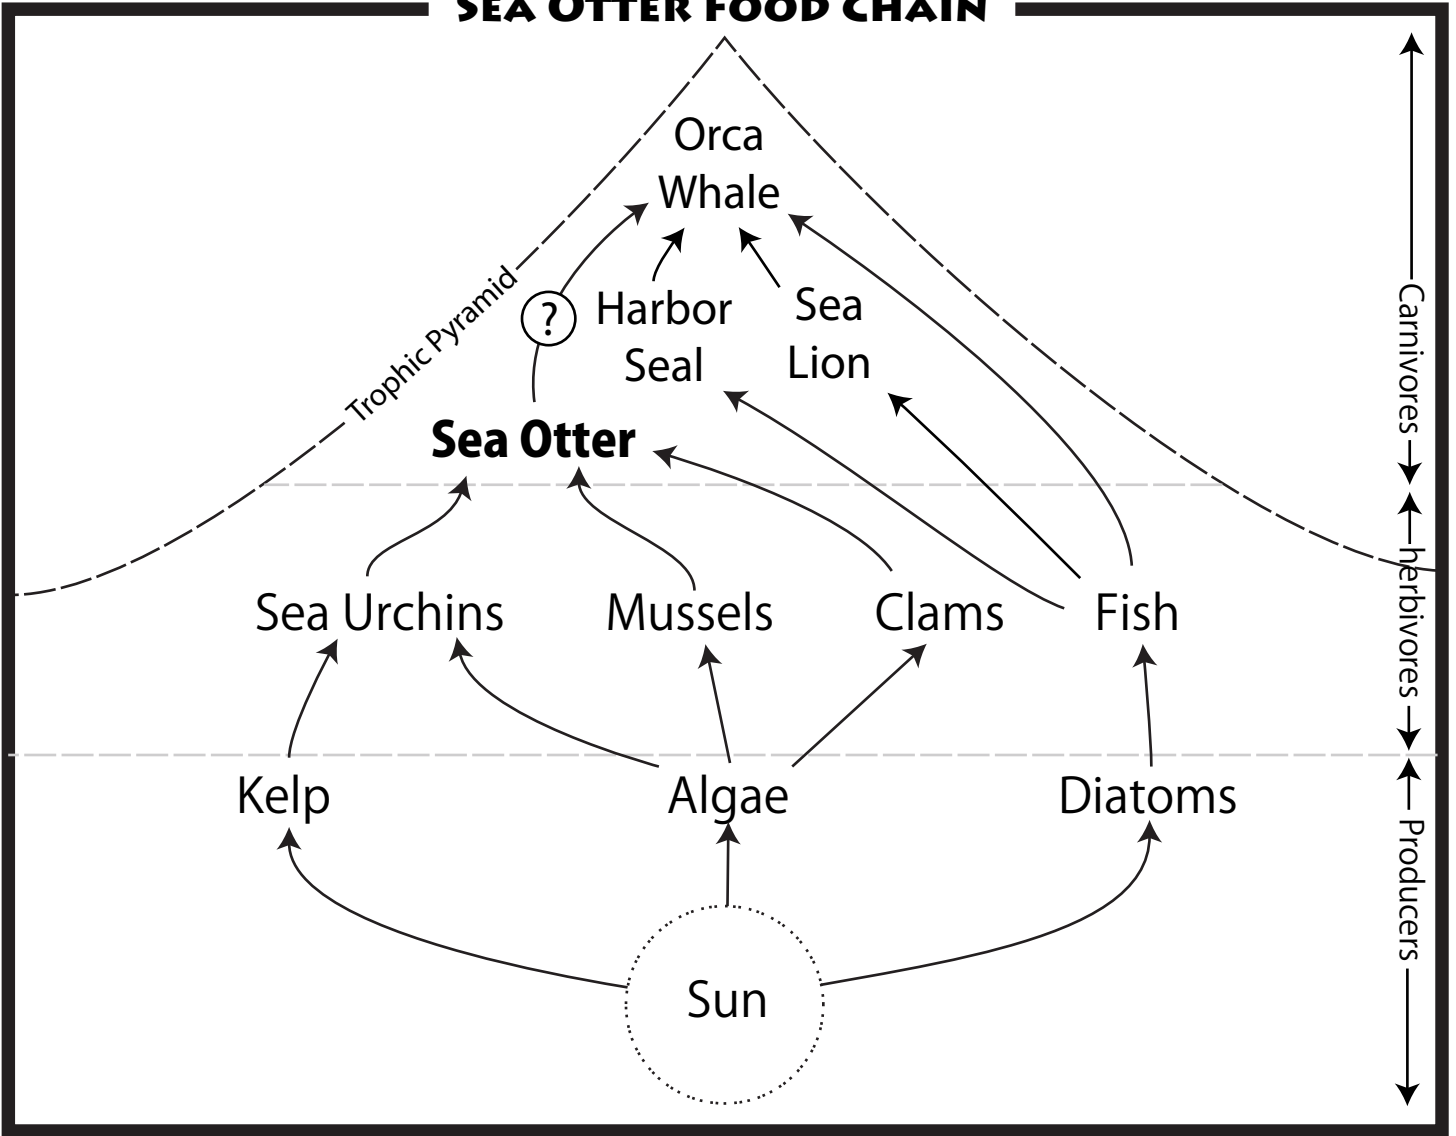 SEA OTTER FOOD CHAIN
Orca
Whale
Trophic Pyramid
?
Harbor
Seal
Sea
Lion
Sea Otter
Carnivores
Sea Urchins
Mussels
Clams
Fish
herbivores
Kelp
Algae
Diatoms
Producers
Sun